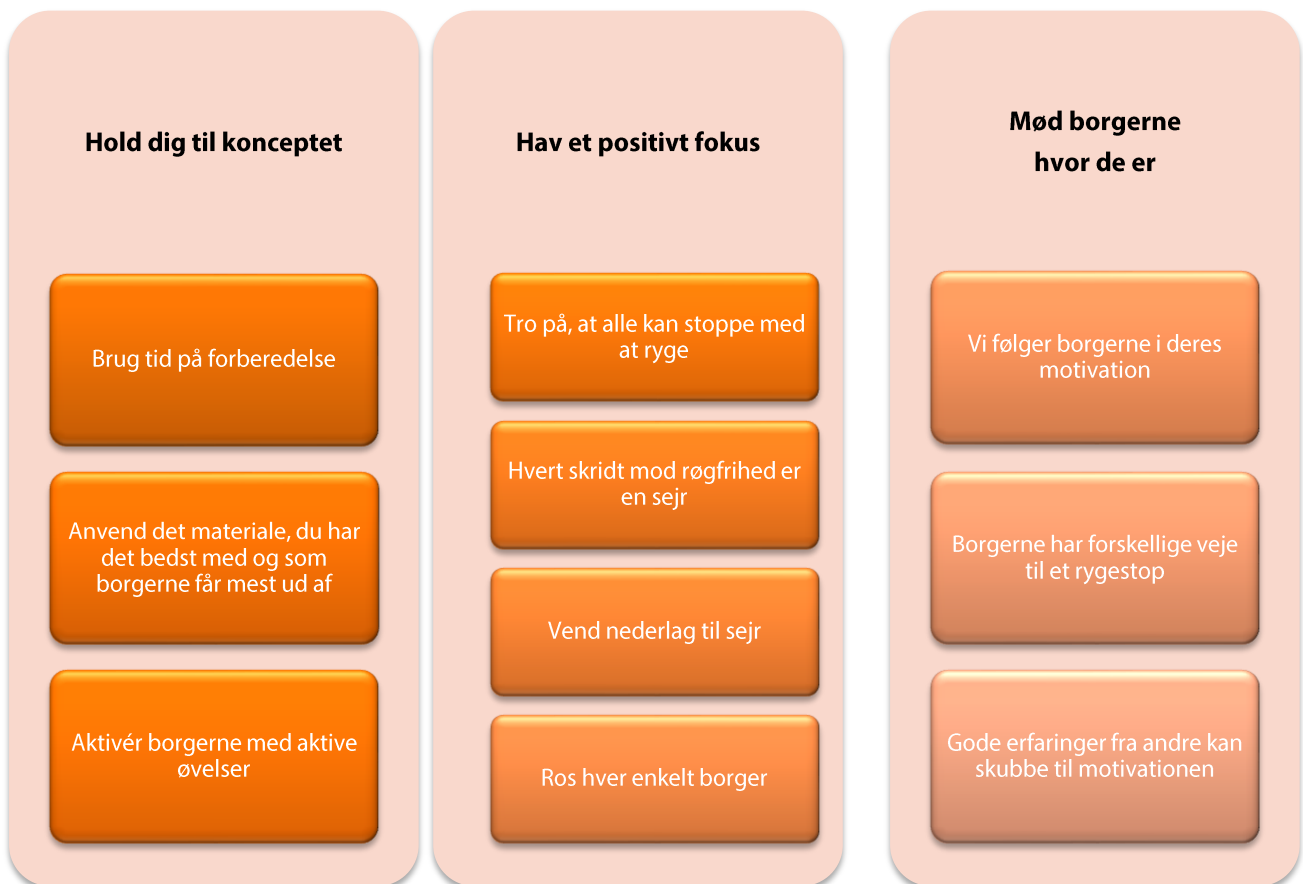 Hold dig til konceptet
Brug tid på forberedelse
Anvend det materiale, du har
det bedst med og som
borgerne får mest ud af
Aktivér borgerne med aktive
øvelser
Hav et positivt fokus
Tro på, at alle kan stoppe med
at ryge
Hvert skridt mod røgfrihed er
en sejr
Vend nederlag til sejr
Ros hver enkelt borger
Mød borgerne
hvor de er
Vi følger borgerne i deres
motivation
Borgerne har forskellige veje
til et rygestop
Gode erfaringer fra andre kan
skubbe til motivationen